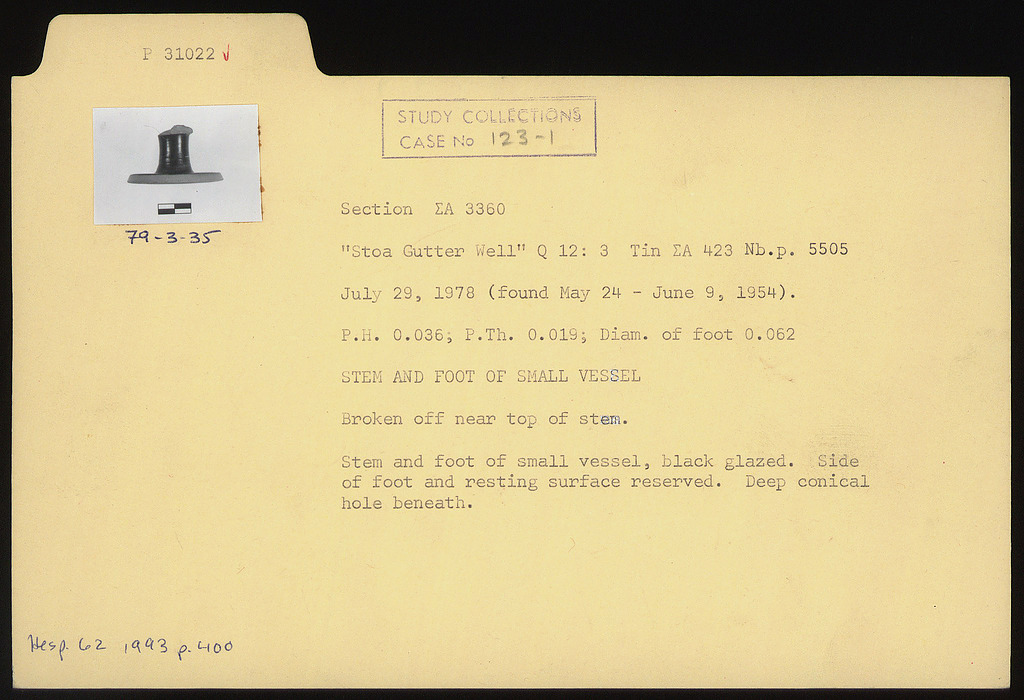 P 31022 √
STUDY COLLECTIONS
CASE No 123-1
79-3-35
Section ΣΑ 3360
"Stoa Gutter Well" Q 12: 3 Tin ΣΑ 423 Nb.p. 5505
July 29, 1978 (found May 24 - June 9, 1954).
P.H. 0.036; P.Th. 0.019; Diam. of foot 0.062
STEM AND FOOT OF SMALL VESSEL
Broken off near top of stem.
Stem and foot of small vessel, black glazed. Side
of foot and resting surface reserved. Deep conical
hole beneath.
Hesp. 62 1993 p. 400